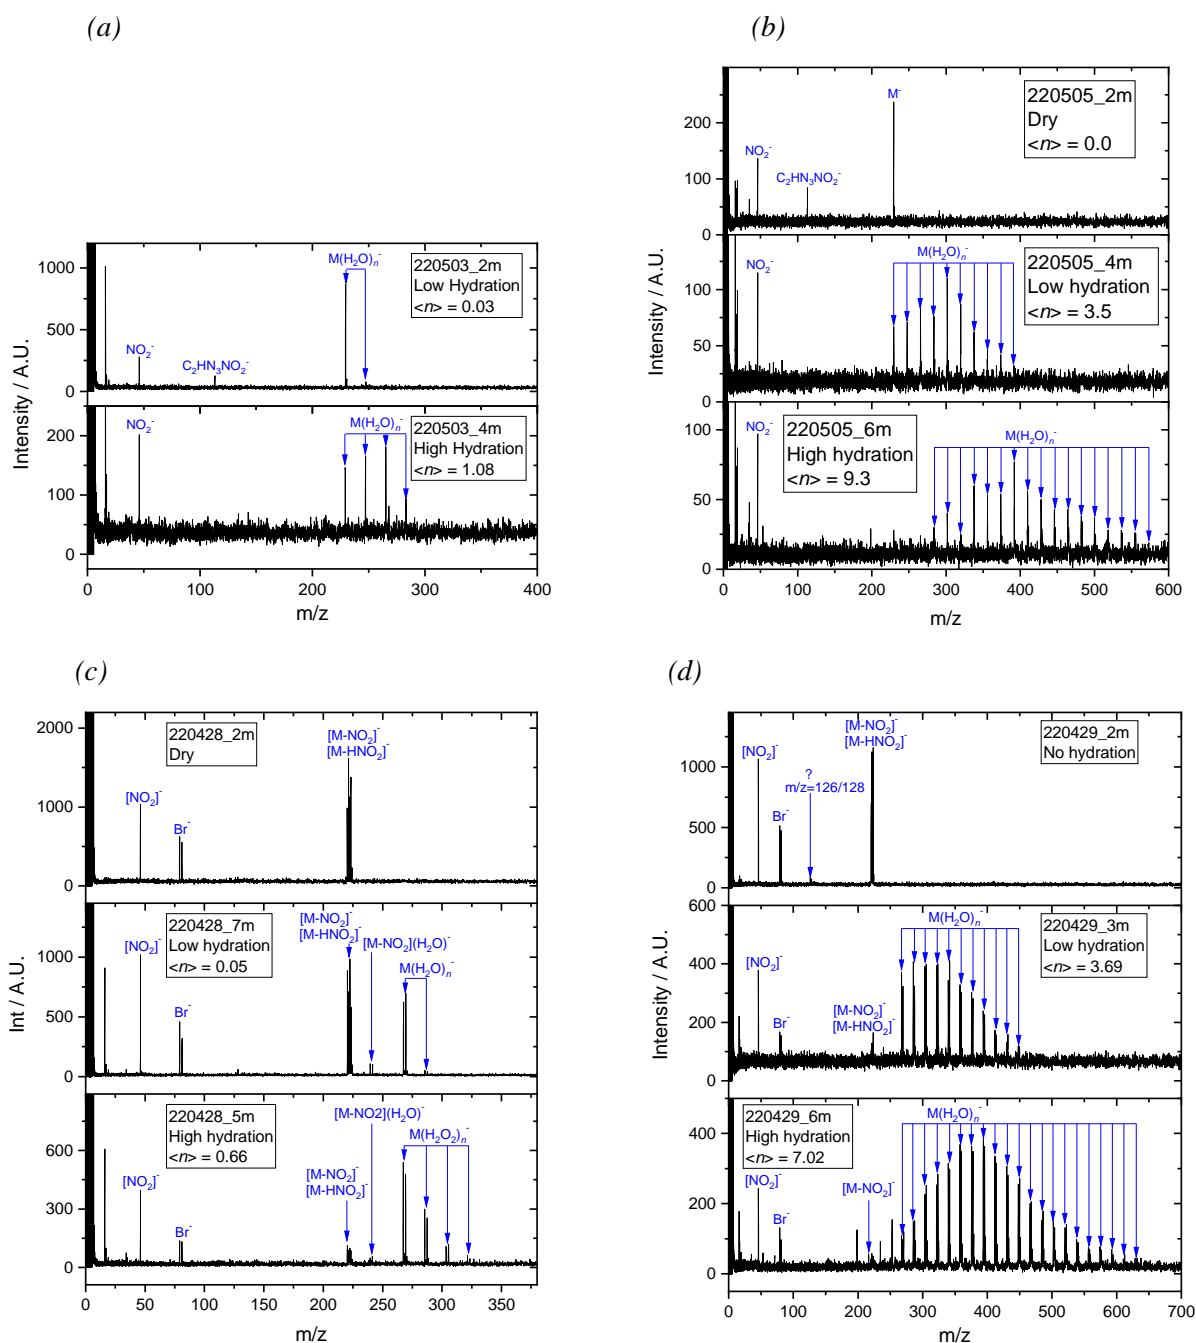 (a)
1000
500
0
220503_2m
Low Hydration
<n> = 0.03
M(H₂O)ₙ⁻
NO₂⁻
C₂HN₃NO₂⁻
200
100
0
220503_4m
High Hydration
<n> = 1.08
M(H₂O)ₙ⁻
NO₂⁻
0 100 200 300 400
m/z
Intensity / A.U.
(b)
0 100 200 300 400 500 600
200
100
0
220505_2m
Dry
<n> = 0.0
M⁻
NO₂⁻
C₂HN₃NO₂⁻
100
50
0
220505_4m
Low hydration
<n> = 3.5
M(H₂O)ₙ⁻
NO₂⁻
100
50
0
220505_6m
High hydration
<n> = 9.3
M(H₂O)ₙ⁻
NO₂⁻
0 100 200 300 400 500 600
m/z
Intensity / A.U.
(c)
2000
1000
0
220428_2m
Dry
[M-NO₂]⁻
[M-HNO₂]⁻
[NO₂]⁻
Br⁻
1000
500
0
220428_7m
Low hydration
<n> = 0.05
[M-NO₂]⁻
[M-HNO₂]⁻
[M-NO₂](H₂O)⁻
M(H₂O)ₙ⁻
[NO₂]⁻
Br⁻
600
300
0
220428_5m
High hydration
<n> = 0.66
[M-NO2](H₂O)⁻
M(H₂O₂)ₙ⁻
[M-NO₂]⁻
[M-HNO₂]⁻
[NO₂]⁻
Br⁻
0 50 100 150 200 250 300 350
m/z
Int / A.U.
(d)
1000
500
0
220429_2m
No hydration
[M-NO₂]⁻
[M-HNO₂]⁻
[NO₂]⁻
?
m/z=126/128
Br⁻
600
400
200
0
220429_3m
Low hydration
<n> = 3.69
M(H₂O)ₙ⁻
[NO₂]⁻
Br⁻
[M-NO₂]⁻
[M-HNO₂]⁻
400
200
0
220429_6m
High hydration
<n> = 7.02
M(H₂O)ₙ⁻
[NO₂]⁻
[M-NO₂]⁻
Br⁻
0 100 200 300 400 500 600 700
m/z
Intensity / A.U.